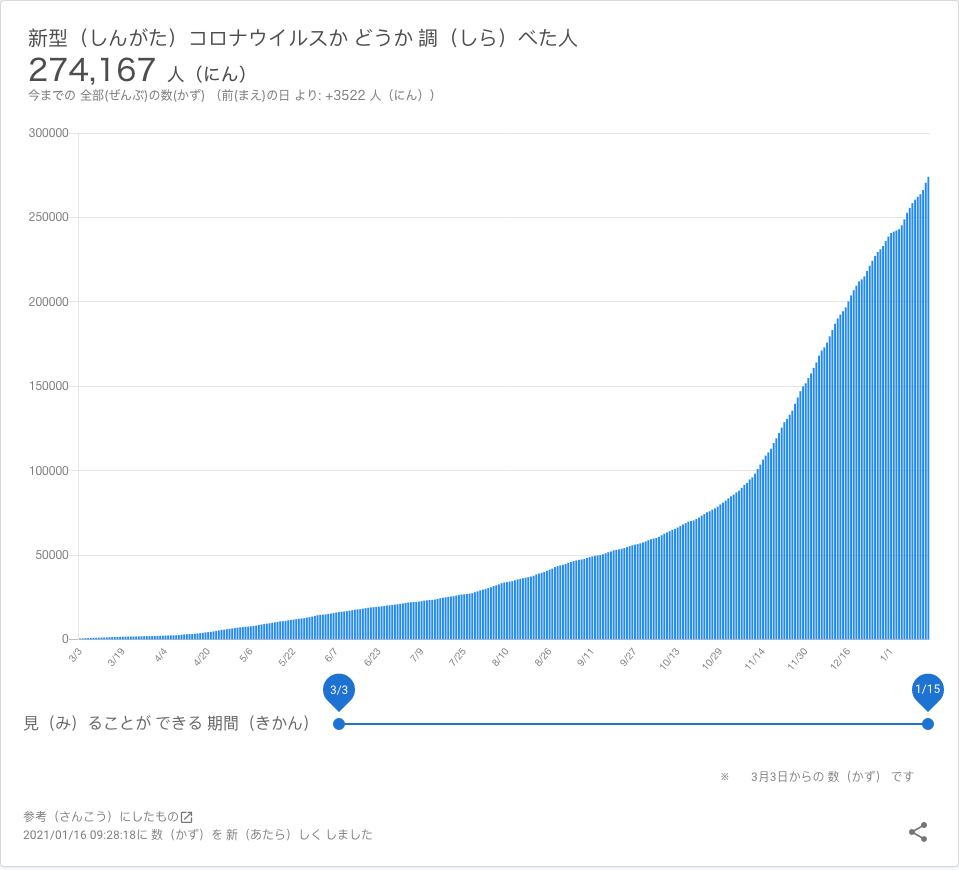 新型（しんがた）コロナウイルスか どうか 調（しら）べた人
274,167 人（にん）
今までの 全部(ぜんぶ)の数(かず) （前(まえ)の日 より: +3522 人（にん））
300000
250000
200000
150000
100000
50000
0
3/3 3/19 4/4 4/20 5/6 5/22 6/7 6/23 7/9 7/25 8/10 8/26 9/11 9/27 10/13 10/29 11/14 11/30 12/16 1/1
3/3 1/15
見（み）ることが できる 期間（きかん）
※ 3月3日からの 数（かず） です
参考（さんこう）にしたもの
2021/01/16 09:28:18に 数（かず）を 新（あたら）しく しました